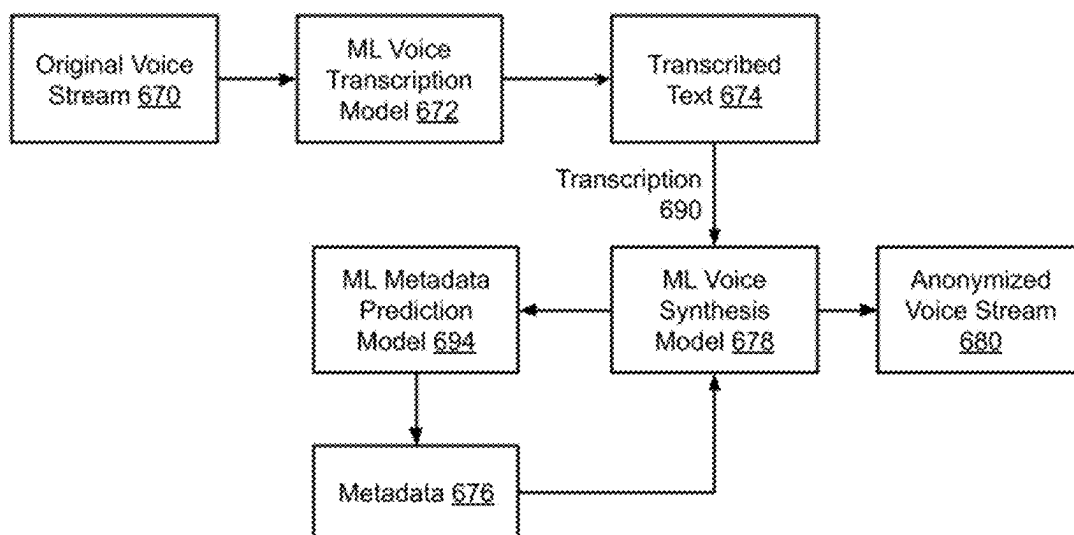 Original Voice
Stream 670
ML Voice
Transcription
Model 672
Transcribed
Text 674
Transcription
690
ML Metadata
Prediction
Model 694
ML Voice
Synthesis
Model 678
Anonymized
Voice Stream
680
Metadata 676